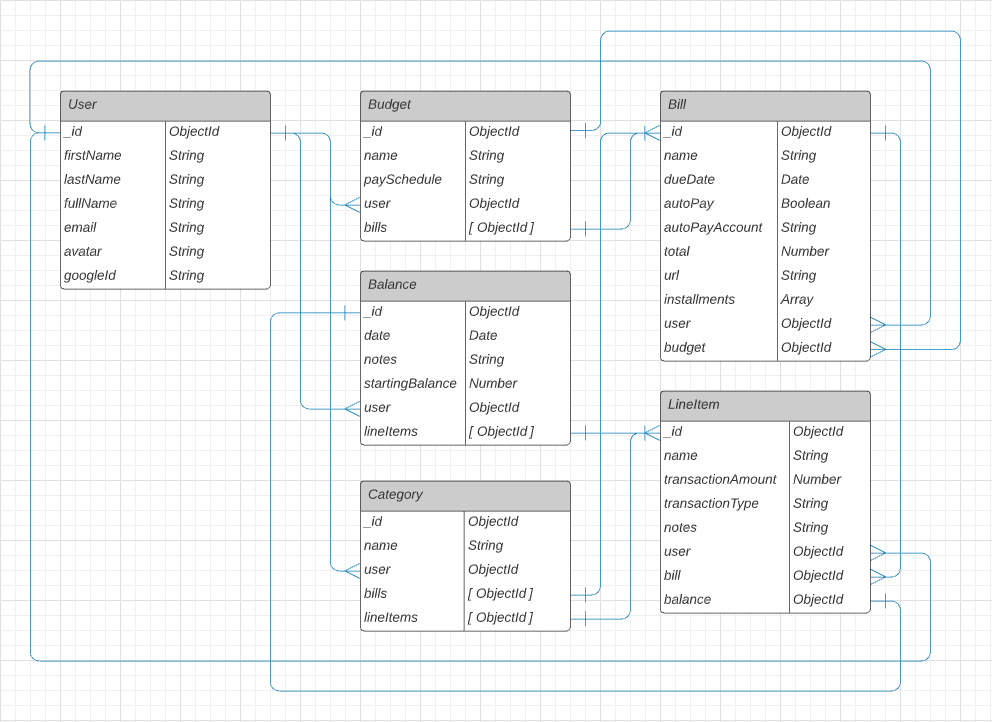 User
_id ObjectId
firstName String
lastName String
fullName String
email String
avatar String
googleId String
Budget
_id ObjectId
name String
paySchedule String
user ObjectId
bills [ ObjectId ]
Balance
_id ObjectId
date Date
notes String
startingBalance Number
user ObjectId
lineItems [ ObjectId ]
Category
_id ObjectId
name String
user ObjectId
bills [ ObjectId ]
lineItems [ ObjectId ]
Bill
_id ObjectId
name String
dueDate Date
autoPay Boolean
autoPayAccount String
total Number
url String
installments Array
user ObjectId
budget ObjectId
LineItem
_id ObjectId
name String
transactionAmount Number
transactionType String
notes String
user ObjectId
bill ObjectId
balance ObjectId